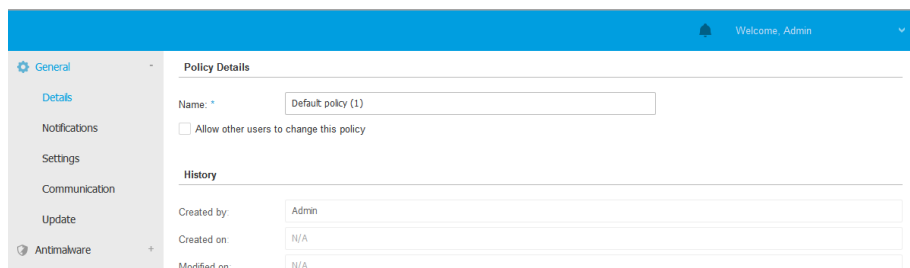 Welcome, Admin
General -
Policy Details
Details
Name: *
Default policy (1)
Notifications
Allow other users to change this policy
Settings
History
Communication
Created by:
Admin
Update
Created on:
N/A
Antimalware +
Modified on:
N/A